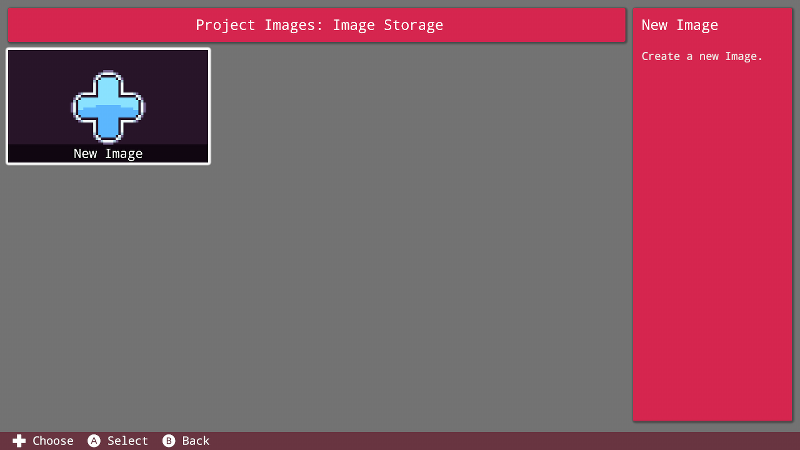 Project Images: Image Storage
New Image
Create a new Image.
New Image
Choose A Select B Back